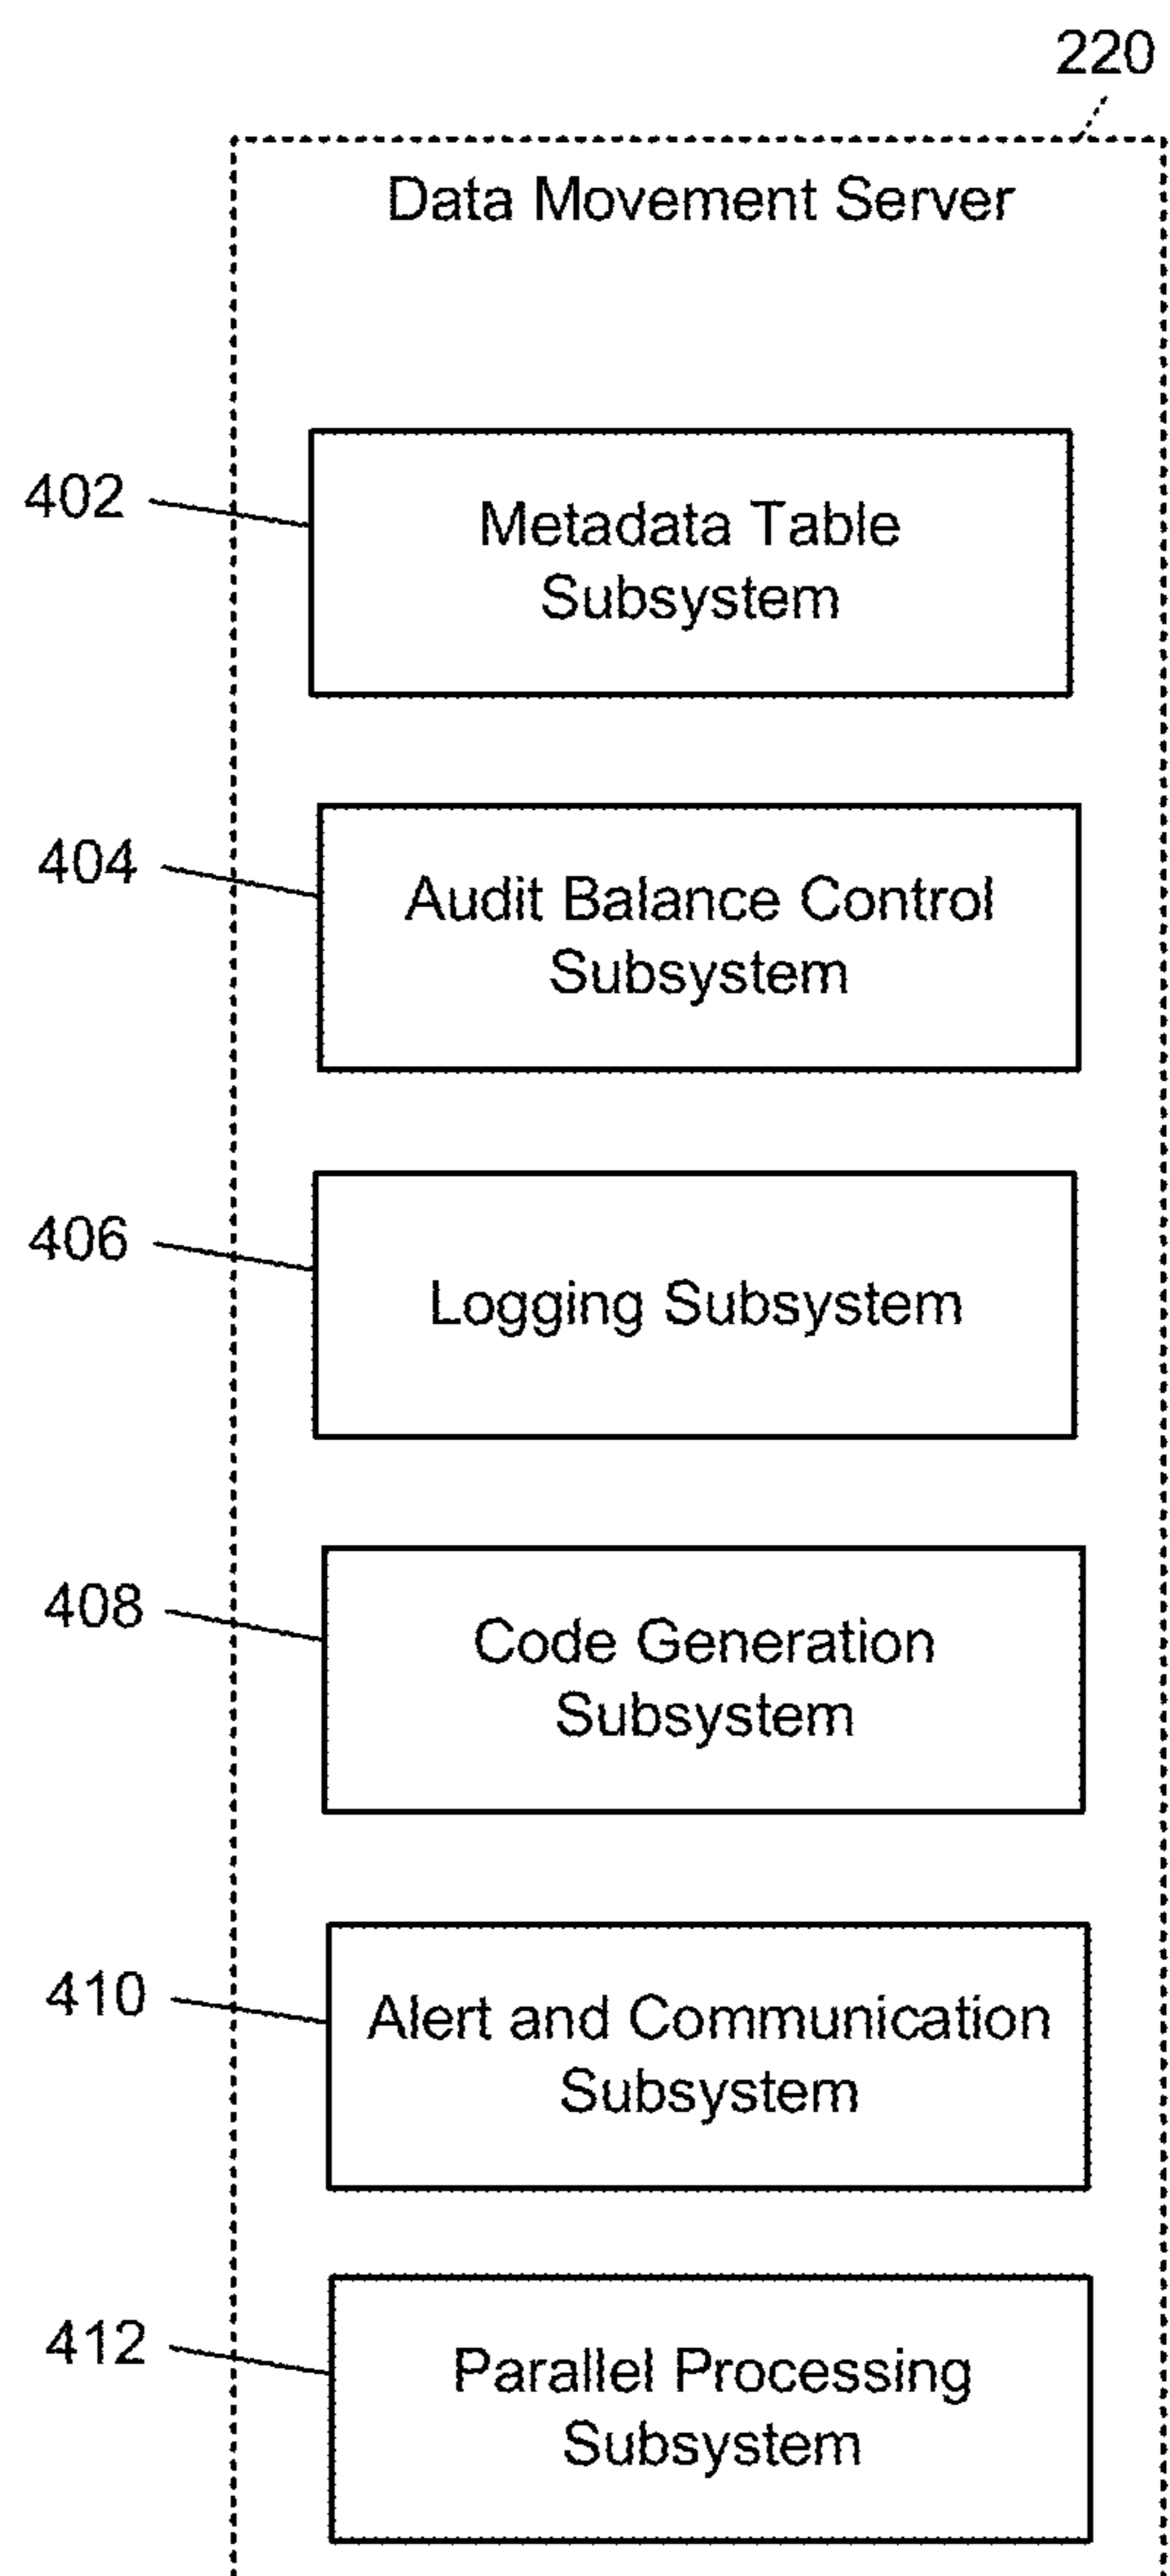 220
Data Movement Server
402
Metadata Table
Subsystem
404
Audit Balance Control
Subsystem
406
Logging Subsystem
408
Code Generation
Subsystem
410
Alert and Communication
Subsystem
412
Parallel Processing
Subsystem